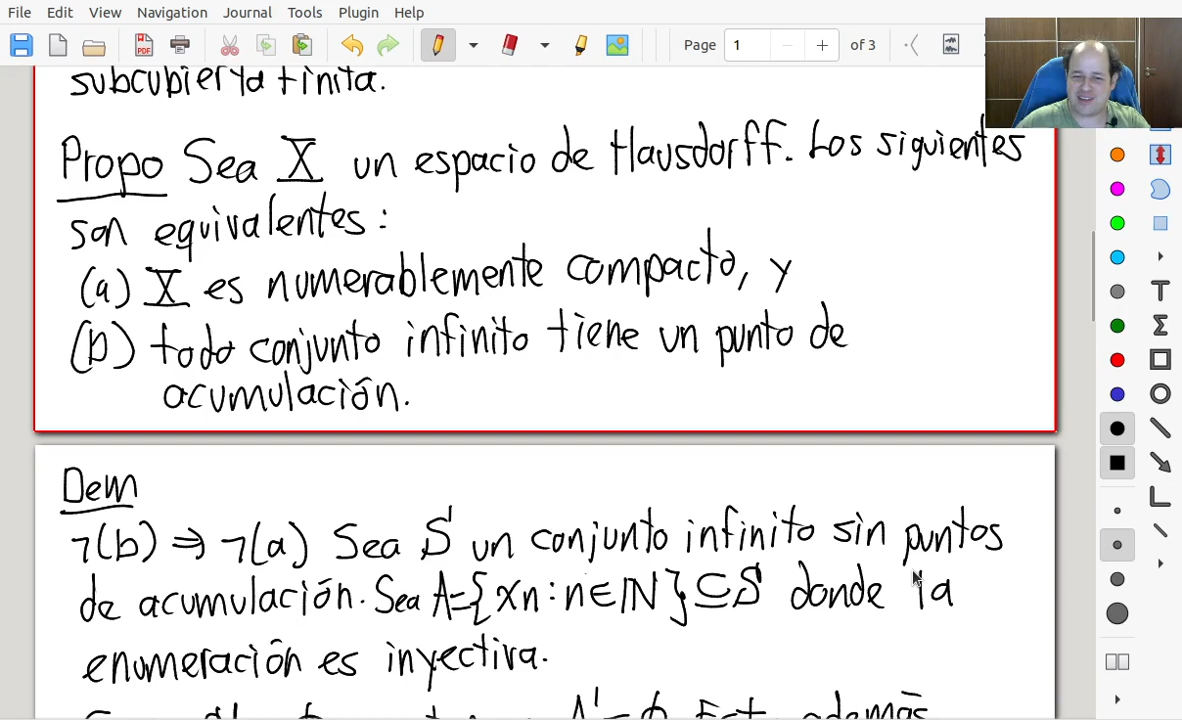 File Edit View Navigation Journal Tools Plugin Help
Page 1 of 3
subcubierta finita.
Propo Sea X un espacio de Hausdorff. Los siguientes
son equivalentes:
(a) X es numerablemente compacto, y
(b) todo conjunto infinito tiene un punto de
acumulación.
Dem
¬(b) ⇒ ¬(a) Sea S un conjunto infinito sin puntos
de acumulación. Sea A={xn : n∈ℕ}⊆S donde la
enumeración es inyectiva.
A'=∅. Esto además